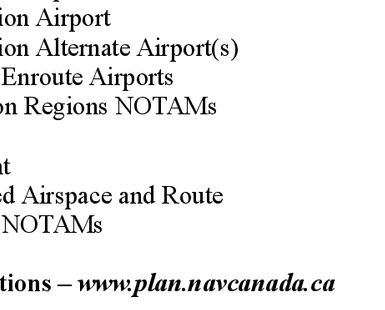 ion Airport
ion Alternate Airport(s)
Enroute Airports
on Regions NOTAMs
nt
ed Airspace and Route
NOTAMs
tions – www.plan.navcanada.ca